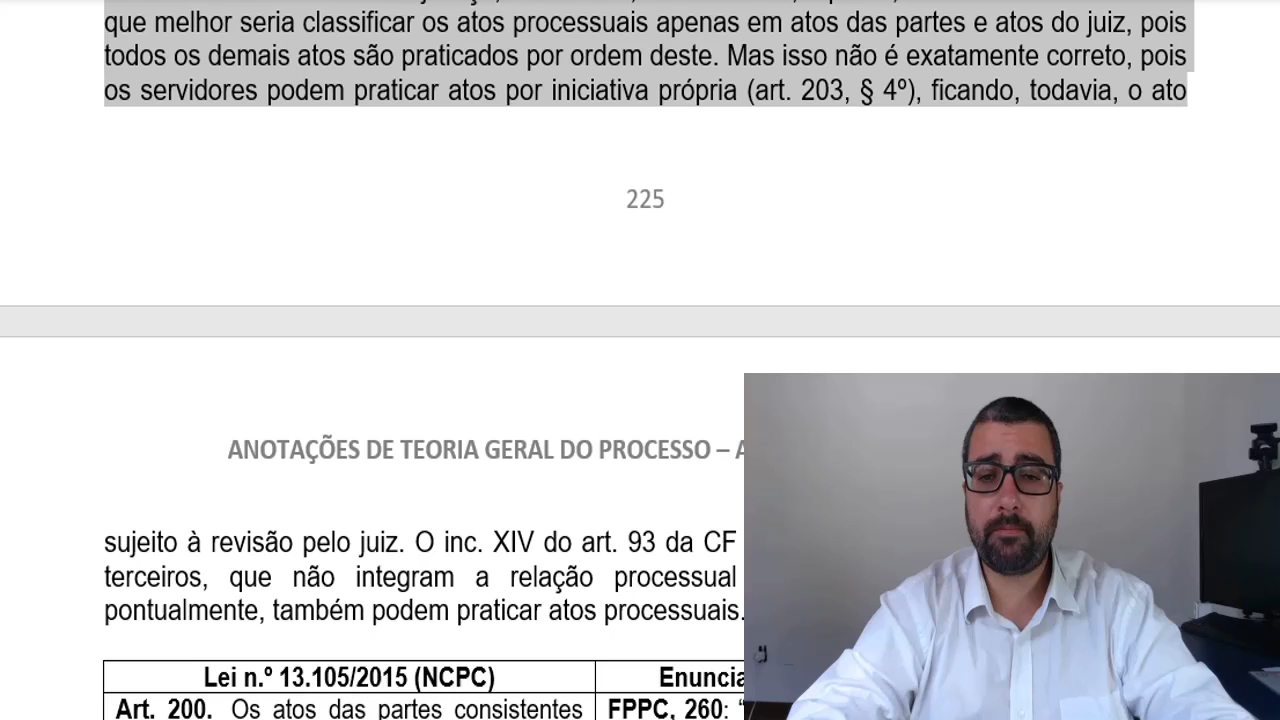 que melhor seria classificar os atos processuais apenas em atos das partes e atos do juiz, pois
todos os demais atos são praticados por ordem deste. Mas isso não é exatamente correto, pois
os servidores podem praticar atos por iniciativa própria (art. 203, § 4º), ficando, todavia, o ato
225
ANOTAÇÕES DE TEORIA GERAL DO PROCESSO –
sujeito à revisão pelo juiz. O inc. XIV do art. 93 da CF
terceiros, que não integram a relação processual
pontualmente, também podem praticar atos processuais.
Lei n.º 13.105/2015 (NCPC)
Art. 200. Os atos das partes consistentes
FPPC, 260: “